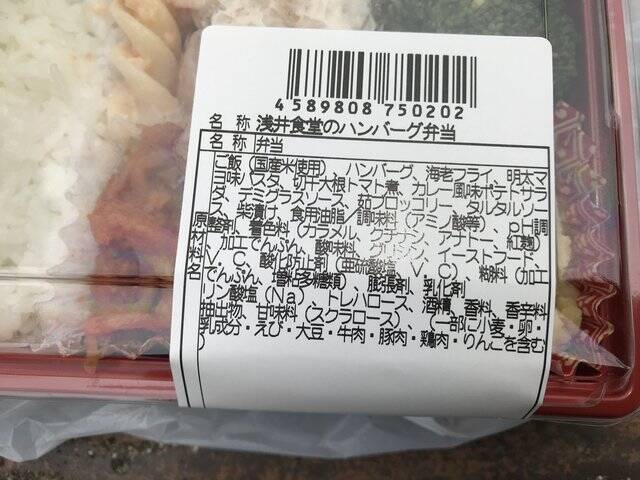 4 589808 750202
名 称 浅井食堂のハンバーグ弁当
名 称 弁当
原材料名
ご飯（国産米使用）、ハンバーグ、海老フライ、明太マ
ヨ味パスタ、切干大根トマト煮、カレー風味ポテトサラ
ダ、デミグラスソース、茹ブロッコリー、タルタルソー
ス、柴漬け、食用油脂、調味料（アミノ酸等）、pH調
整剤、着色料（カラメル、クチナシ、アナトー、紅麹）
、加工でんぷん、酸味料、グリシン、イーストフード、
V．C、酸化防止剤（亜硫酸塩、V．C）、糊料（加工
でんぷん、増粘多糖類）、膨張剤、乳化剤、
リン酸塩（Na）、トレハロース、酒精、香料、香辛料
抽出物、甘味料（スクラロース）、（一部に小麦・卵・
乳成分・えび・大豆・牛肉・豚肉・鶏肉・りんごを含む
）